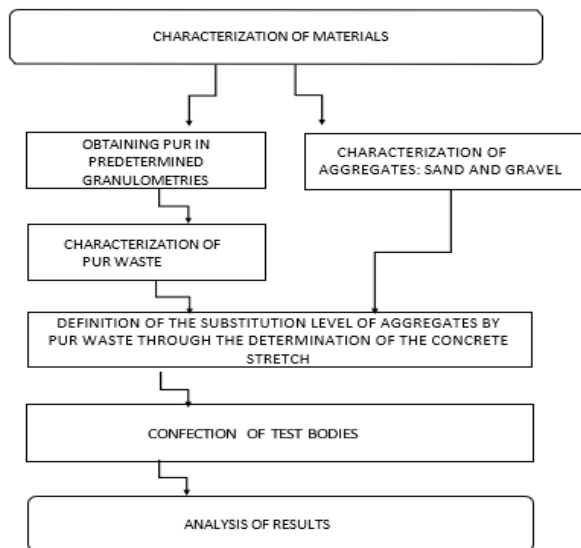 CHARACTERIZATION OF MATERIALS
OBTAINING PUR IN
PREDETERMINED
GRANULOMETRIES
CHARACTERIZATION OF
AGGREGATES: SAND AND GRAVEL
CHARACTERIZATION OF
PUR WASTE
DEFINITION OF THE SUBSTITUTION LEVEL OF AGGREGATES BY
PUR WASTE THROUGH THE DETERMINATION OF THE CONCRETE
STRETCH
CONFECTION OF TEST BODIES
ANALYSIS OF RESULTS